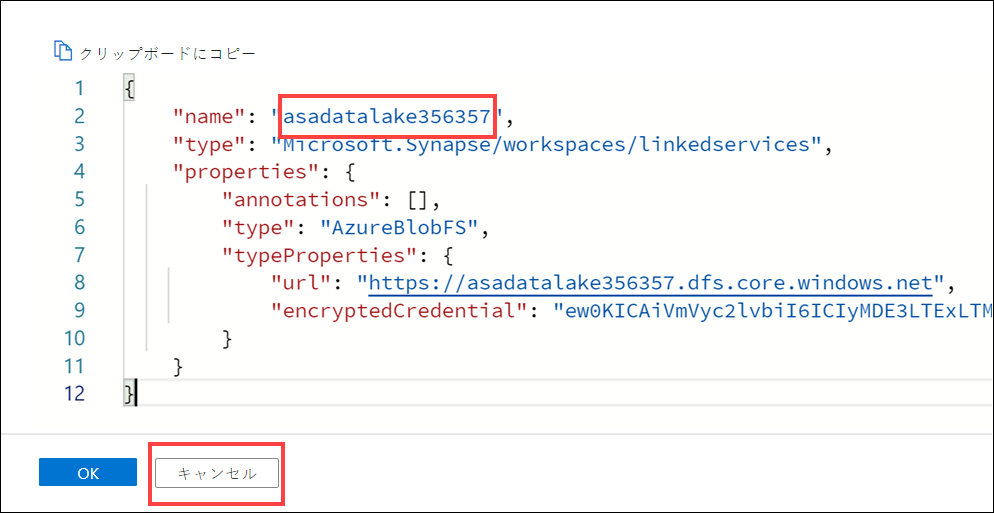 クリップボードにコピー
1 {
2 "name": "asadatalake356357",
3 "type": "Microsoft.Synapse/workspaces/linkedservices",
4 "properties": {
5 "annotations": [],
6 "type": "AzureBlobFS",
7 "typeProperties": {
8 "url": "https://asadatalake356357.dfs.core.windows.net",
9 "encryptedCredential": "ew0KICAiVmVyc2lvbiI6ICIyMDE3LTExLTM
10 }
11 }
12 }
OK キャンセル